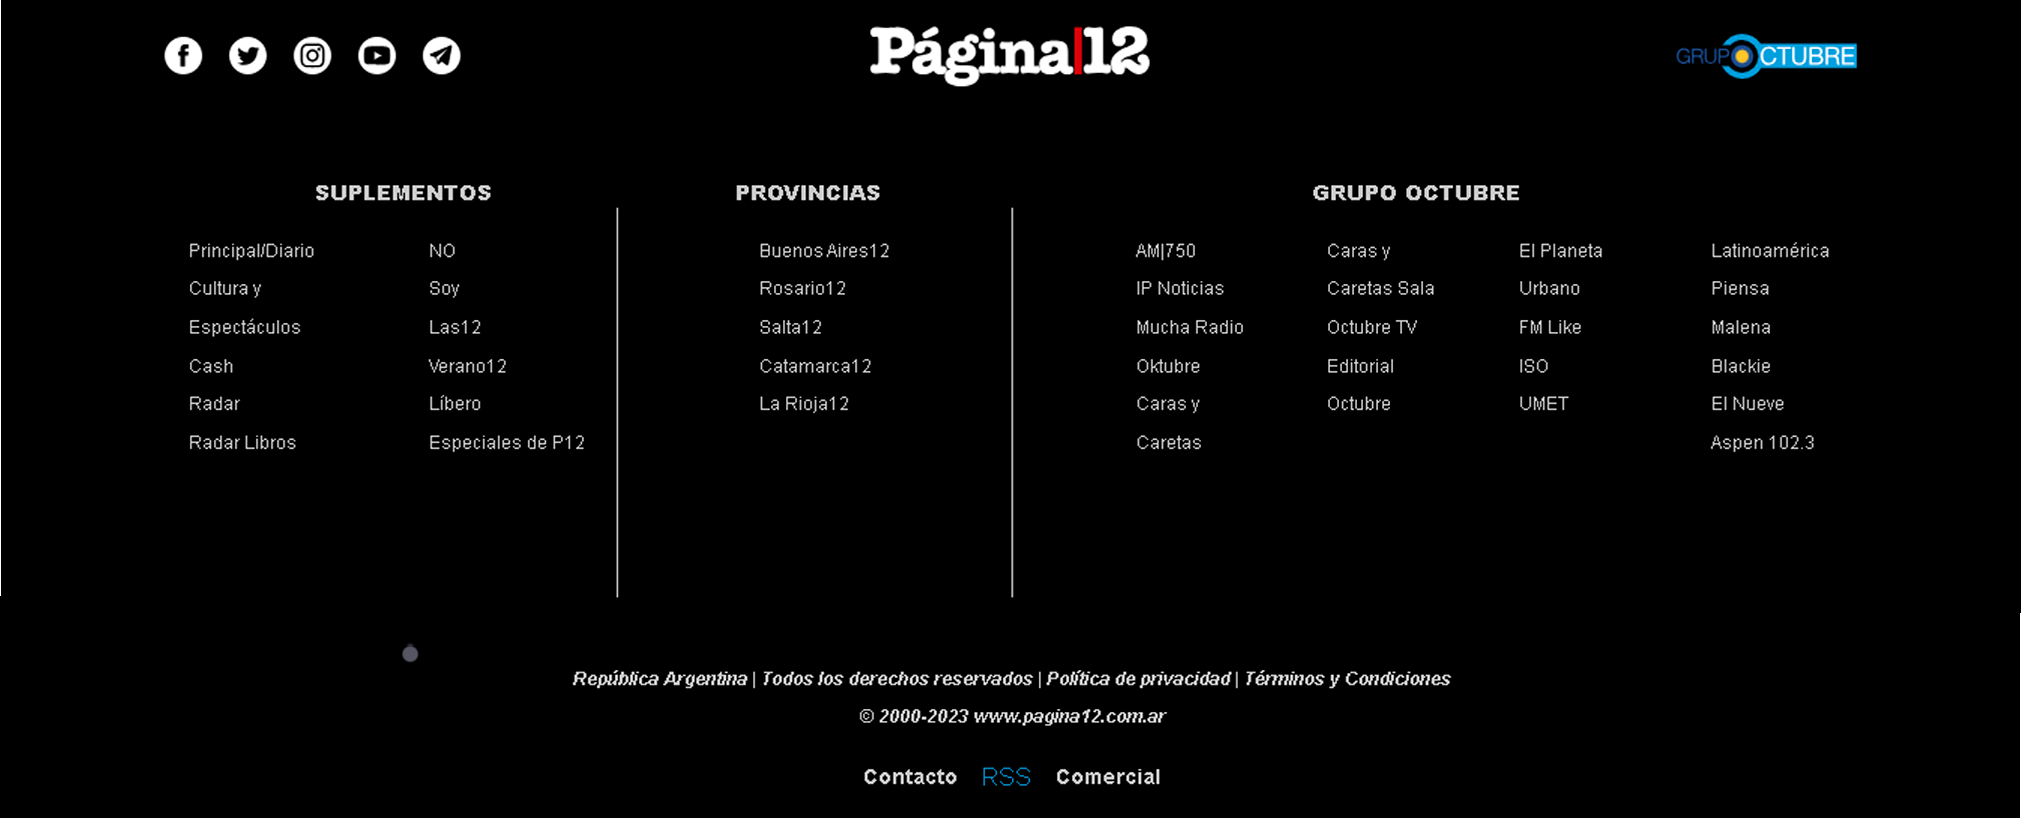 Página|12
GRUPOCTUBRE
SUPLEMENTOS
Principal/Diario
Cultura y
Espectáculos
Cash
Radar
Radar Libros
NO
Soy
Las12
Verano12
Líbero
Especiales de P12
PROVINCIAS
Buenos Aires12
Rosario12
Salta12
Catamarca12
La Rioja12
GRUPO OCTUBRE
AM|750
IP Noticias
Mucha Radio
Oktubre
Caras y
Caretas
Caras y
Caretas Sala
Octubre TV
Editorial
Octubre
El Planeta
Urbano
FM Like
ISO
UMET
Latinoamérica
Piensa
Malena
Blackie
El Nueve
Aspen 102.3
República Argentina | Todos los derechos reservados | Política de privacidad | Términos y Condiciones
© 2000-2023 www.pagina12.com.ar
Contacto RSS Comercial